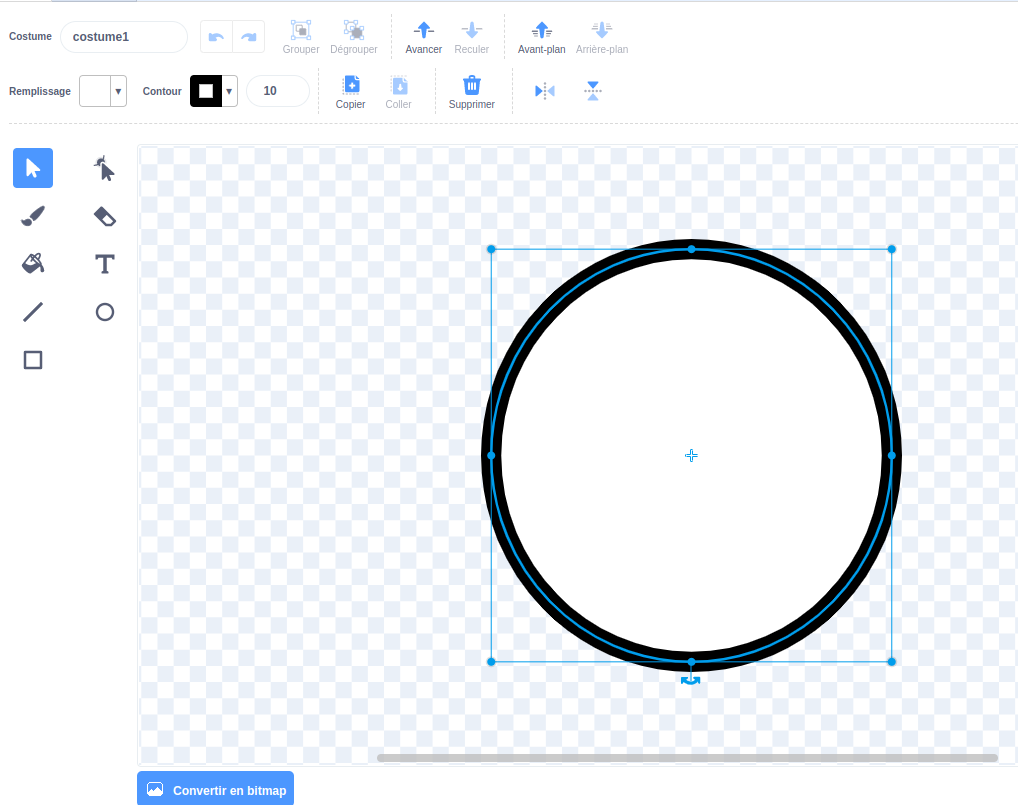 Costume costume1
Grouper Dégrouper Avancer Reculer Avant-plan Arrière-plan
Remplissage ▼ Contour ▼ 10
Copier Coller Supprimer
T
Convertir en bitmap